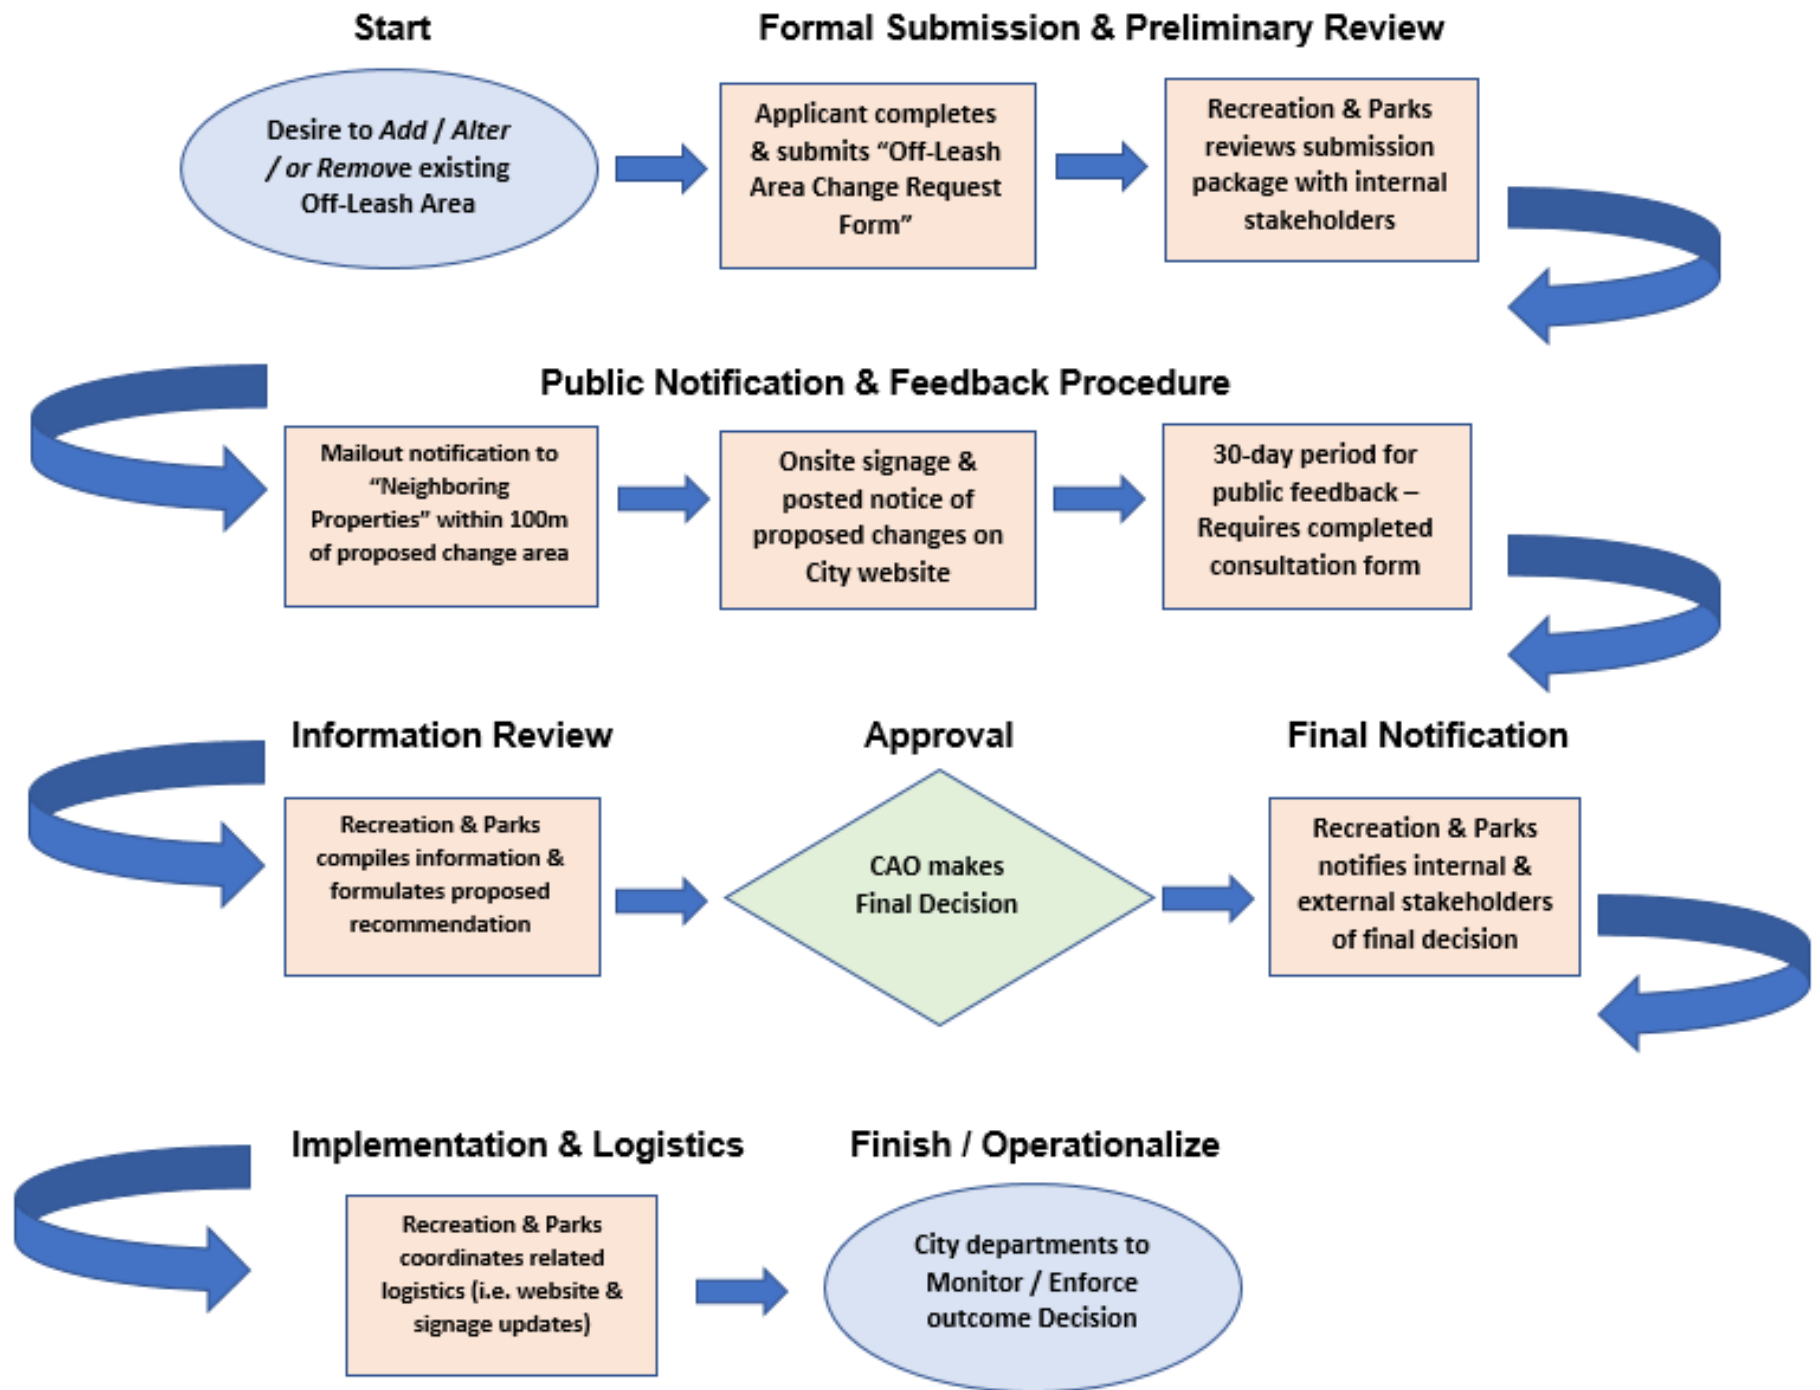 Start
Formal Submission & Preliminary Review
Desire to Add / Alter
/ or Remove existing
Off-Leash Area
Applicant completes
& submits “Off-Leash
Area Change Request
Form”
Recreation & Parks
reviews submission
package with internal
stakeholders
Public Notification & Feedback Procedure
Mailout notification to
“Neighboring
Properties” within 100m
of proposed change area
Onsite signage &
posted notice of
proposed changes on
City website
30-day period for
public feedback –
Requires completed
consultation form
Information Review
Approval
Final Notification
Recreation & Parks
compiles information &
formulates proposed
recommendation
CAO makes
Final Decision
Recreation & Parks
notifies internal &
external stakeholders
of final decision
Implementation & Logistics
Finish / Operationalize
Recreation & Parks
coordinates related
logistics (i.e. website &
signage updates)
City departments to
Monitor / Enforce
outcome Decision